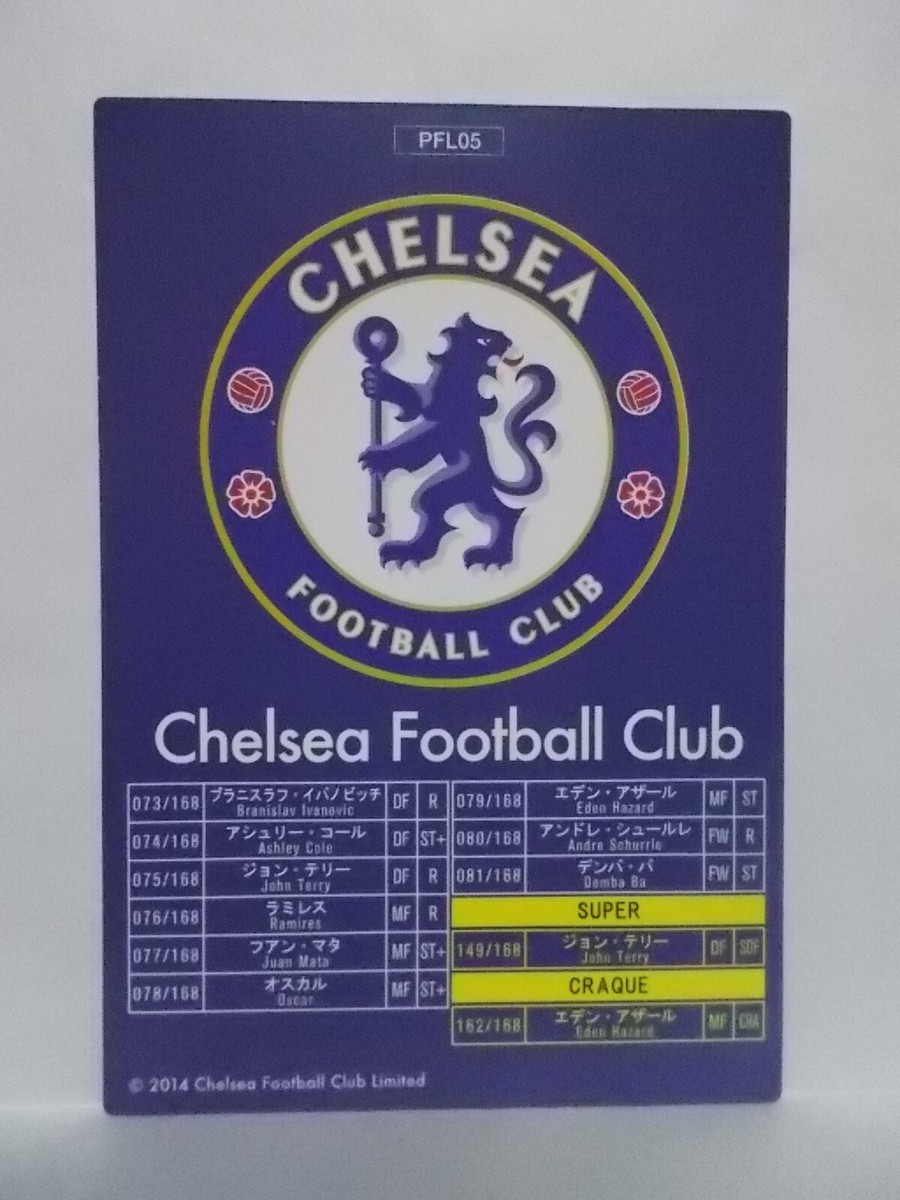 PFL05
CHELSEA
FOOTBALL CLUB
Chelsea Football Club
073/168 ブラニスラフ・イバノビッチ DF R
Branislav Ivanovic
074/168 アシュリー・コール DF ST+
Ashley Cole
075/168 ジョン・テリー DF R
John Terry
076/168 ラミレス MF R
Ramires
077/168 フアン・マタ MF ST+
Juan Mata
078/168 オスカル MF ST+
Oscar
079/168 エデン・アザール MF ST
Eden Hazard
080/168 アンドレ・シュールレ FW R
Andre Schurrle
081/168 デンバ・バ FW ST
Demba Ba
SUPER
149/168 ジョン・テリー DF SDF
John Terry
CRAQUE
162/168 エデン・アザール MF CRA
Eden Hazard
© 2014 Chelsea Football Club Limited